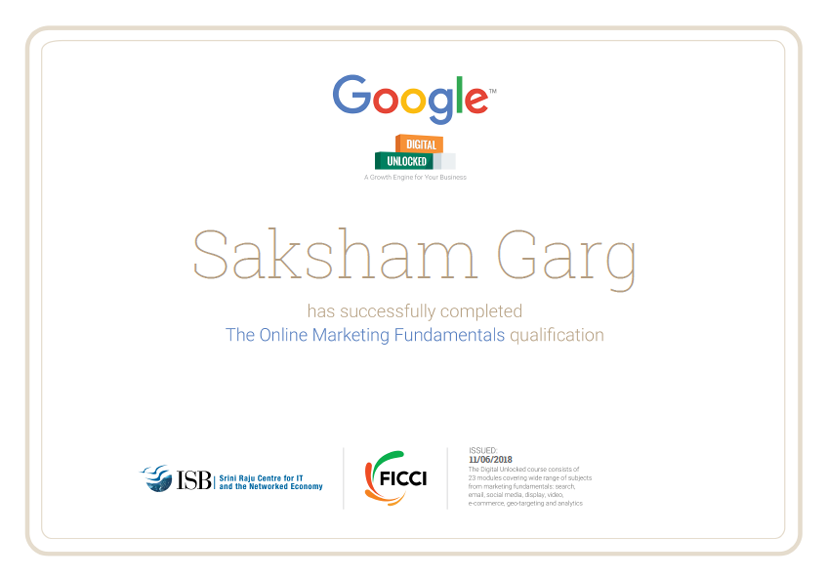 Google™
DIGITAL
UNLOCKED
A Growth Engine for Your Business
Saksham Garg
has successfully completed
The Online Marketing Fundamentals qualification
ISB
Srini Raju Centre for IT
and the Networked Economy
FICCI
ISSUED:
11/06/2018
The Digital Unlocked course consists of
23 modules covering wide range of subjects
from marketing fundamentals: search,
email, social media, display, video,
e-commerce, geo-targeting and analytics